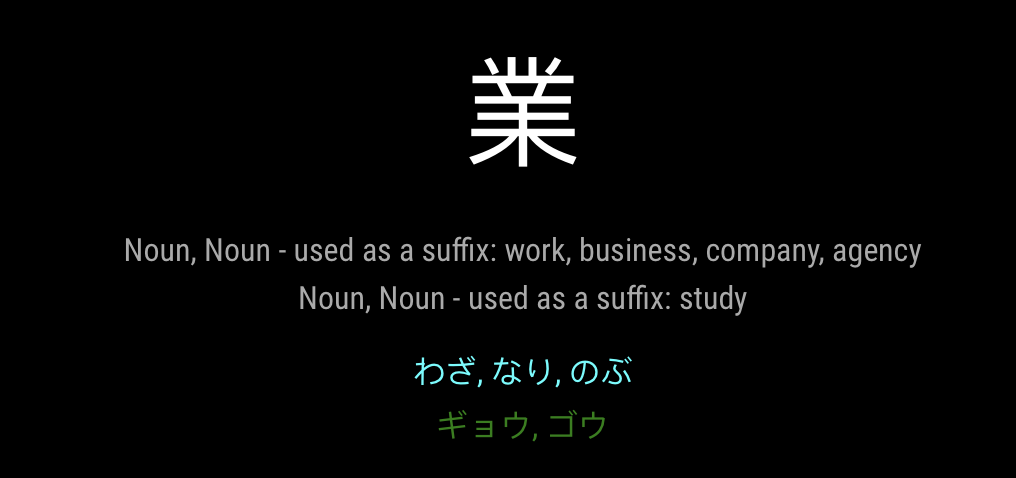 業
Noun, Noun - used as a suffix: work, business, company, agency
Noun, Noun - used as a suffix: study
わざ, なり, のぶ
ギョウ, ゴウ